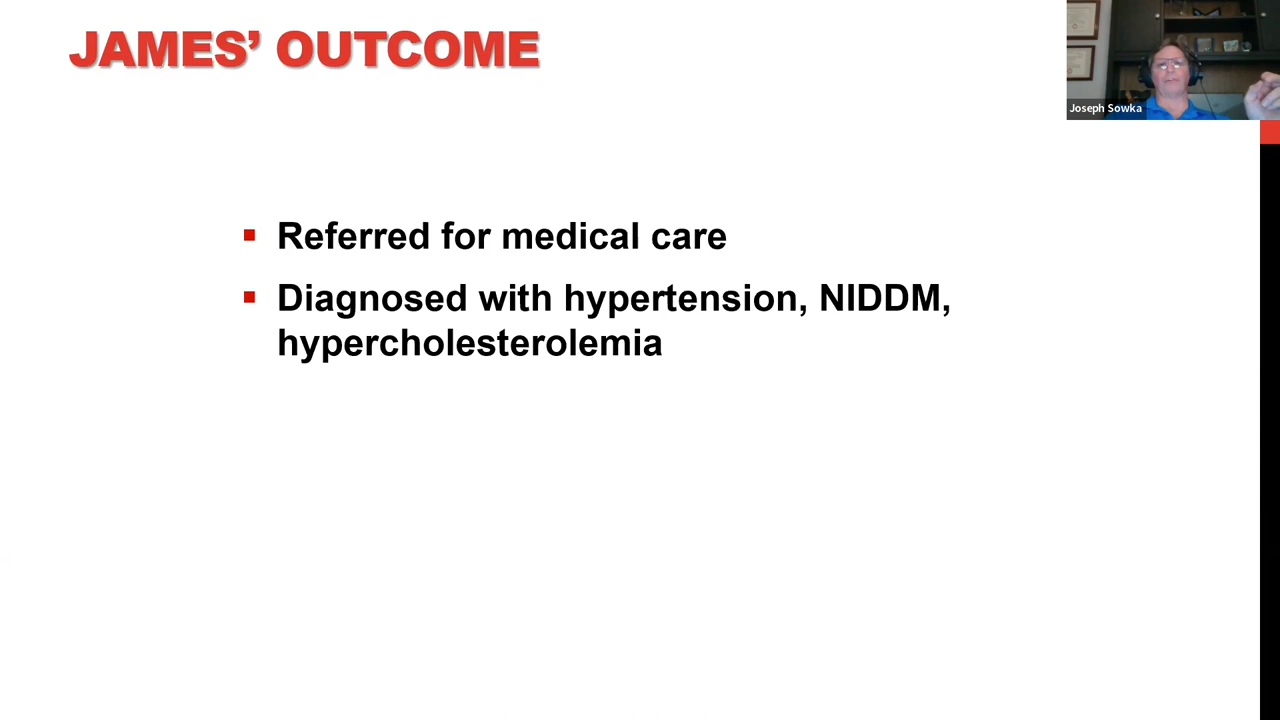 JAMES’ OUTCOME
Joseph Sowka
▪ Referred for medical care
▪ Diagnosed with hypertension, NIDDM,
hypercholesterolemia